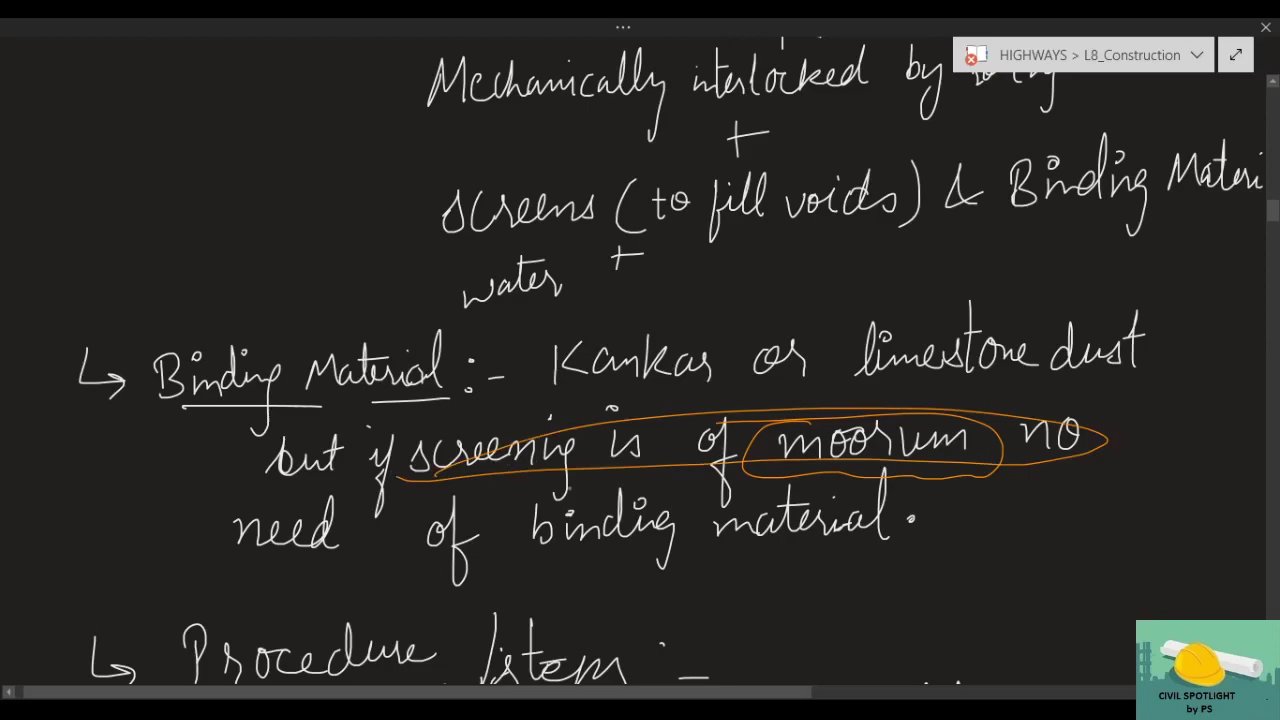 HIGHWAYS > L8_Construction
Mechanically interlocked by
+
screens (to fill voids) & Binding Materi
+
water
↳ Binding Material :- Kankar or limestone dust
but if screening is of moorum no
need of binding material.
↳ Procedure
CIVIL SPOTLIGHT
by PS